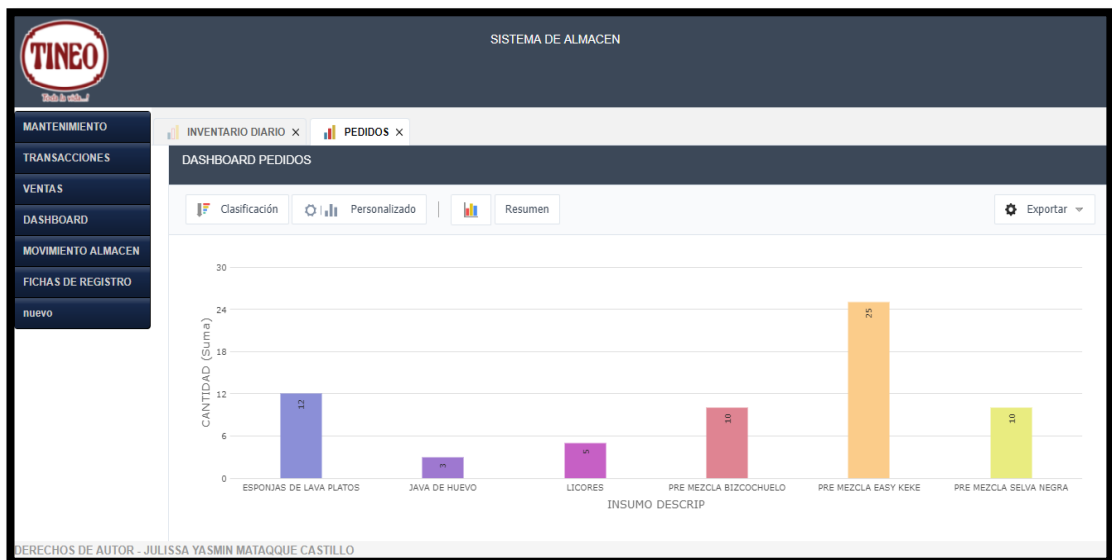 TINEO
Toda la vida...!
SISTEMA DE ALMACEN
MANTENIMIENTO
TRANSACCIONES
VENTAS
DASHBOARD
MOVIMIENTO ALMACEN
FICHAS DE REGISTRO
nuevo
INVENTARIO DIARIO X
PEDIDOS X
DASHBOARD PEDIDOS
Clasificación
Personalizado
Resumen
Exportar
CANTIDAD (Suma)
30
24
18
12
6
0
12
3
5
10
25
10
ESPONJAS DE LAVA PLATOS
JAVA DE HUEVO
LICORES
PRE MEZCLA BIZCOCHUELO
PRE MEZCLA EASY KEKE
PRE MEZCLA SELVA NEGRA
INSUMO DESCRIP
DERECHOS DE AUTOR - JULISSA YASMIN MATAQQUE CASTILLO